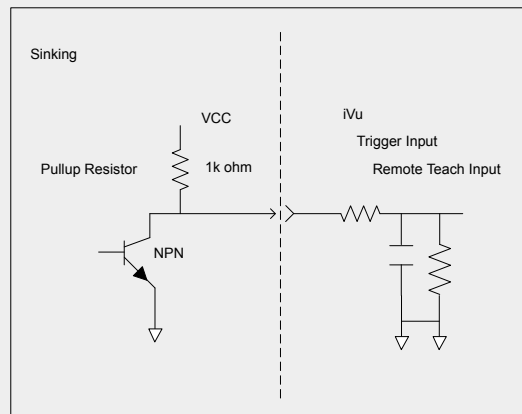 Sinking
VCC
Pullup Resistor
1k ohm
NPN
iVu
Trigger Input
Remote Teach Input